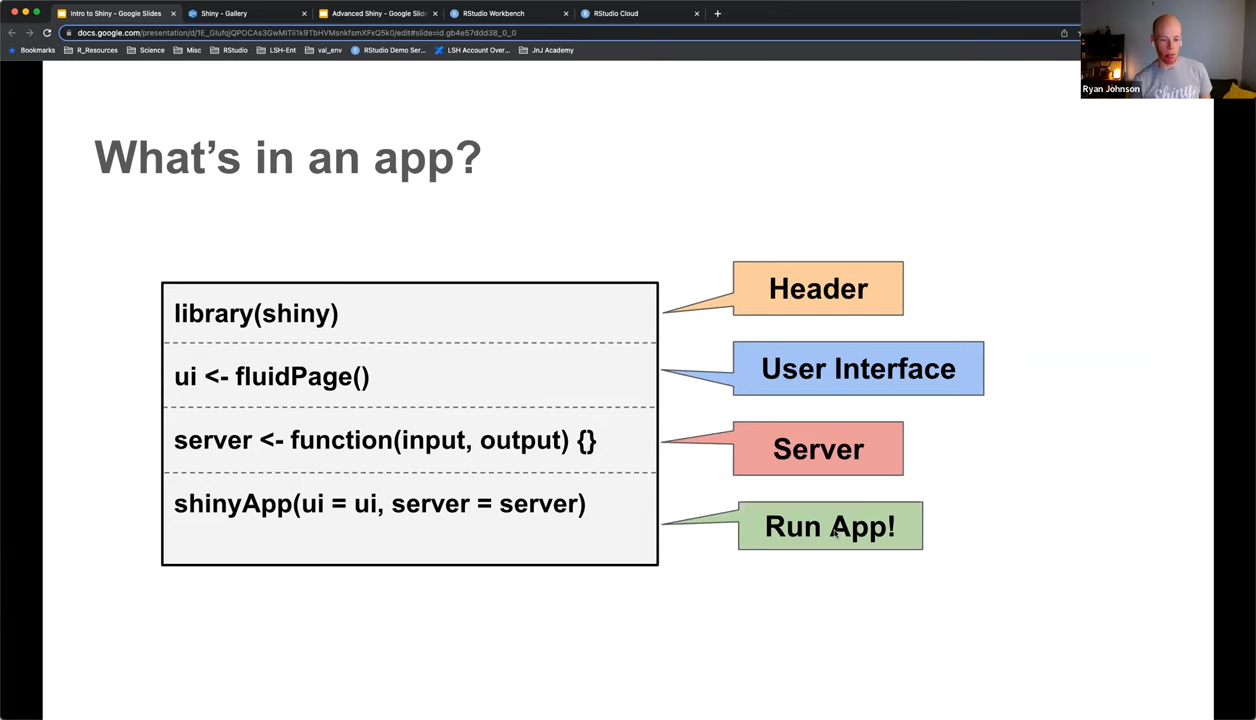 Intro to Shiny - Google Slides
Shiny - Gallery
Advanced Shiny - Google Slid
RStudio Workbench
RStudio Cloud
Bookmarks
R_Resources
Science
Misc
RStudio
LSH-Ent
val_env
RStudio Demo Ser...
LSH Account Over...
JnJ Academy
Ryan Johnson
Shiny
What's in an app?
library(shiny)
Header
ui <- fluidPage()
User Interface
server <- function(input, output) {}
Server
shinyApp(ui = ui, server = server)
Run App!